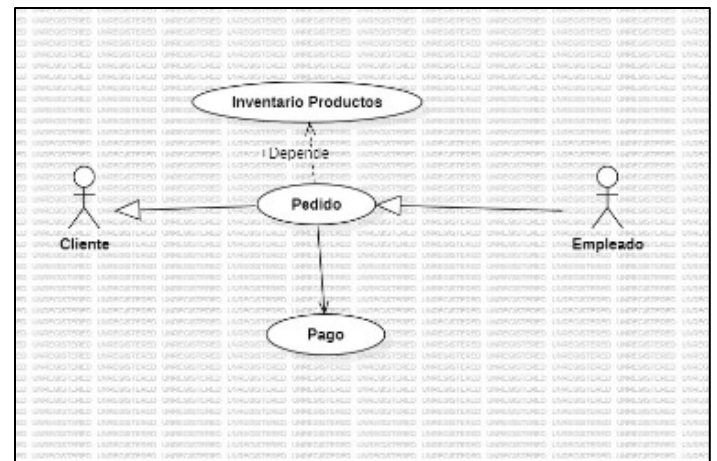 Inventario Productos
Depende
Pedido
Cliente
Empleado
Pago